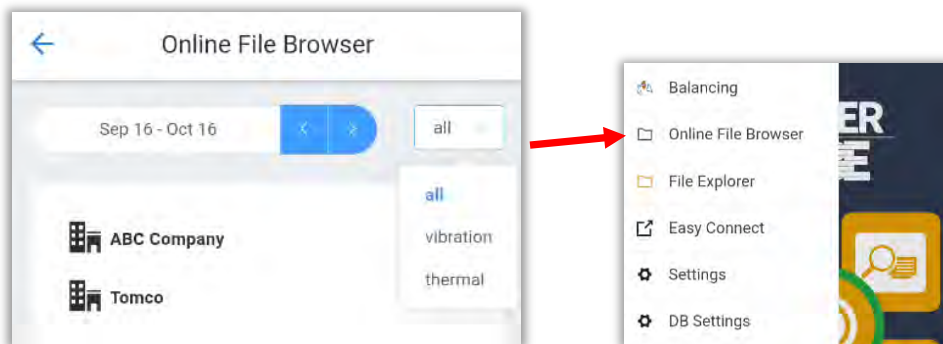 Online File Browser
Sep 16 - Oct 16
all
all
vibration
thermal
ABC Company
Tomco
Balancing
Online File Browser
File Explorer
Easy Connect
Settings
DB Settings
ER